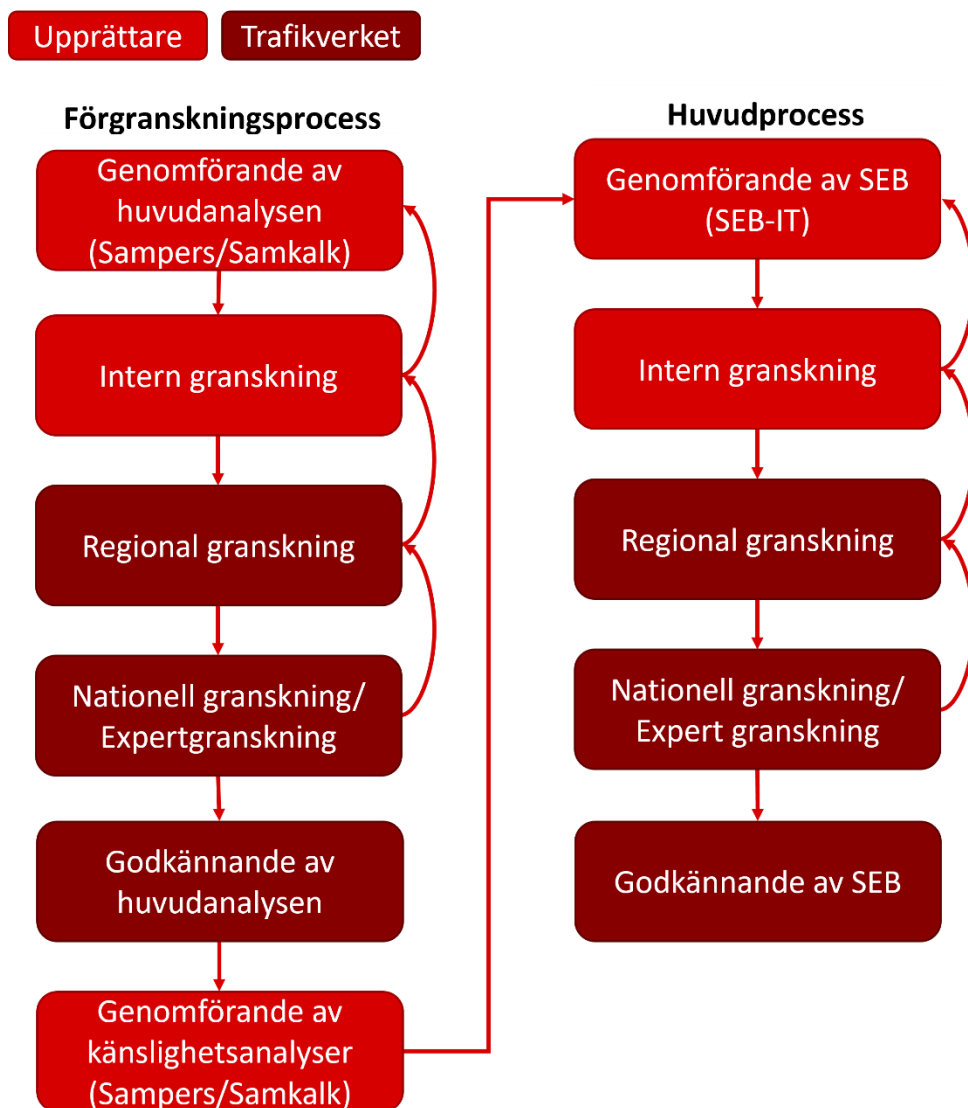 Upprättare
Trafikverket
Förgranskningsprocess
Genomförande av
huvudanalysen
(Sampers/Samkalk)
Intern granskning
Regional granskning
Nationell granskning/
Expertgranskning
Godkännande av
huvudanalysen
Genomförande av
känslighetsanalyser
(Sampers/Samkalk)
Huvudprocess
Genomförande av SEB
(SEB-IT)
Intern granskning
Regional granskning
Nationell granskning/
Expert granskning
Godkännande av SEB